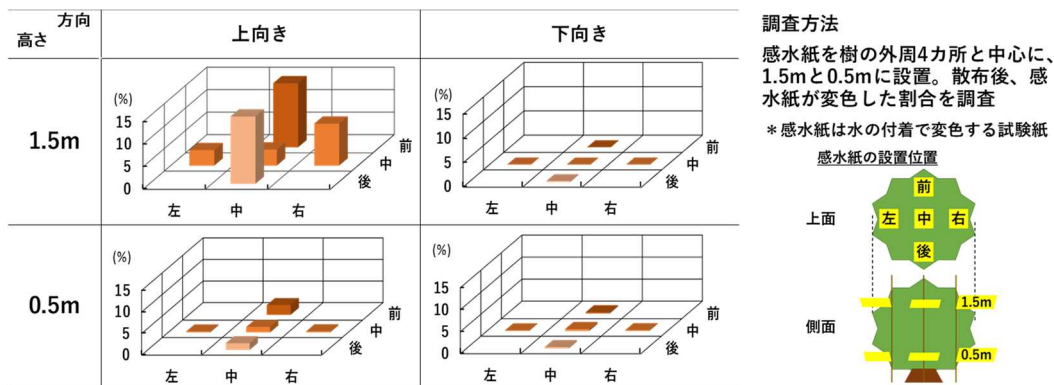 方向
高さ
上向き
下向き
1.5m
(%)
15
10
5
0
左
中
右
後
中
前
(%)
15
10
5
0
左
中
右
後
中
前
0.5m
(%)
15
10
5
0
左
中
右
後
中
前
(%)
15
10
5
0
左
中
右
後
中
前
調査方法
感水紙を樹の外周4カ所と中心に、
1.5mと0.5mに設置。散布後、感
水紙が変色した割合を調査
＊感水紙は水の付着で変色する試験紙
感水紙の設置位置
上面
前
左 中 右
後
側面
1.5m
0.5m